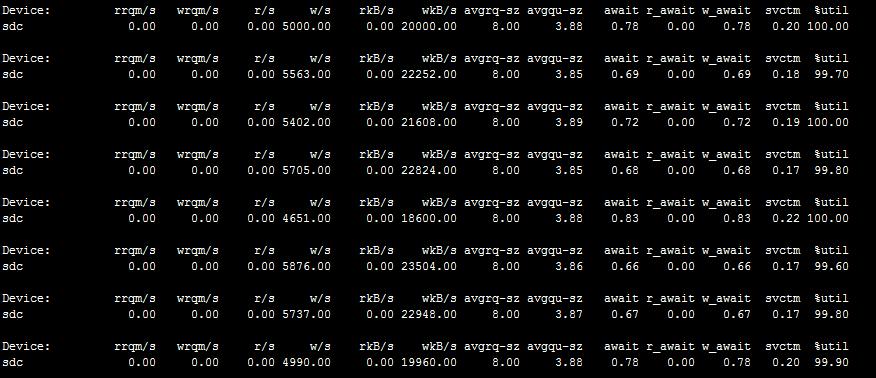 Device: rrqm/s wrqm/s r/s w/s rkB/s wkB/s avgrq-sz avgqu-sz await r_await w_await svctm %util
sdc 0.00 0.00 0.00 5000.00 0.00 20000.00 8.00 3.88 0.78 0.00 0.78 0.20 100.00
Device: rrqm/s wrqm/s r/s w/s rkB/s wkB/s avgrq-sz avgqu-sz await r_await w_await svctm %util
sdc 0.00 0.00 0.00 5563.00 0.00 22252.00 8.00 3.85 0.69 0.00 0.69 0.18 99.70
Device: rrqm/s wrqm/s r/s w/s rkB/s wkB/s avgrq-sz avgqu-sz await r_await w_await svctm %util
sdc 0.00 0.00 0.00 5402.00 0.00 21608.00 8.00 3.89 0.72 0.00 0.72 0.19 100.00
Device: rrqm/s wrqm/s r/s w/s rkB/s wkB/s avgrq-sz avgqu-sz await r_await w_await svctm %util
sdc 0.00 0.00 0.00 5705.00 0.00 22824.00 8.00 3.85 0.68 0.00 0.68 0.17 99.80
Device: rrqm/s wrqm/s r/s w/s rkB/s wkB/s avgrq-sz avgqu-sz await r_await w_await svctm %util
sdc 0.00 0.00 0.00 4651.00 0.00 18600.00 8.00 3.88 0.83 0.00 0.83 0.22 100.00
Device: rrqm/s wrqm/s r/s w/s rkB/s wkB/s avgrq-sz avgqu-sz await r_await w_await svctm %util
sdc 0.00 0.00 0.00 5876.00 0.00 23504.00 8.00 3.86 0.66 0.00 0.66 0.17 99.60
Device: rrqm/s wrqm/s r/s w/s rkB/s wkB/s avgrq-sz avgqu-sz await r_await w_await svctm %util
sdc 0.00 0.00 0.00 5737.00 0.00 22948.00 8.00 3.87 0.67 0.00 0.67 0.17 99.80
Device: rrqm/s wrqm/s r/s w/s rkB/s wkB/s avgrq-sz avgqu-sz await r_await w_await svctm %util
sdc 0.00 0.00 0.00 4990.00 0.00 19960.00 8.00 3.88 0.78 0.00 0.78 0.20 99.90